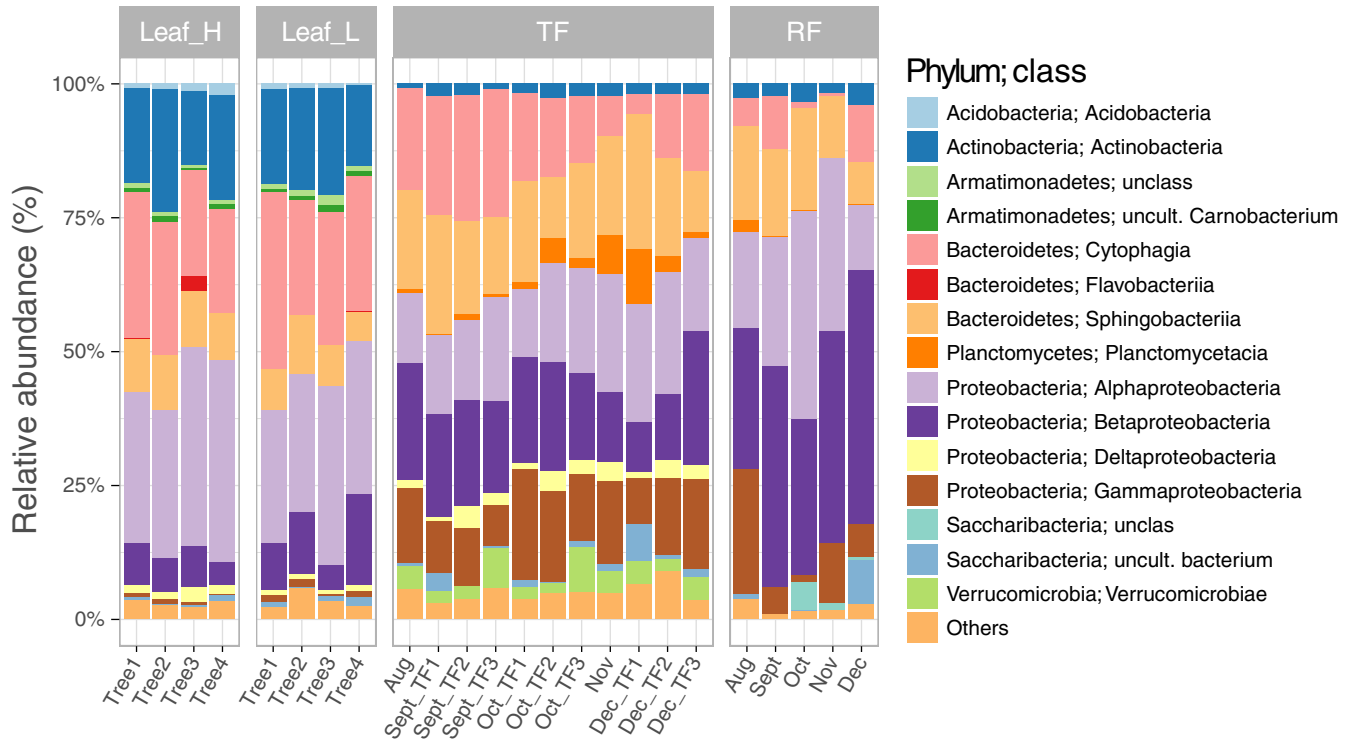 Leaf_H
Leaf_L
TF
RF
Relative abundance (%)
100%
75%
50%
25%
0%
Tree1
Tree2
Tree3
Tree4
Tree1
Tree2
Tree3
Tree4
Aug
Sept_TF1
Sept_TF2
Sept_TF3
Oct_TF1
Oct_TF2
Oct_TF3
Nov
Dec_TF1
Dec_TF2
Dec_TF3
Aug
Sept
Oct
Nov
Dec
Phylum; class
Acidobacteria; Acidobacteria
Actinobacteria; Actinobacteria
Armatimonadetes; unclass
Armatimonadetes; uncult. Carnobacterium
Bacteroidetes; Cytophagia
Bacteroidetes; Flavobacteriia
Bacteroidetes; Sphingobacteriia
Planctomycetes; Planctomycetacia
Proteobacteria; Alphaproteobacteria
Proteobacteria; Betaproteobacteria
Proteobacteria; Deltaproteobacteria
Proteobacteria; Gammaproteobacteria
Saccharibacteria; unclas
Saccharibacteria; uncult. bacterium
Verrucomicrobia; Verrucomicrobiae
Others